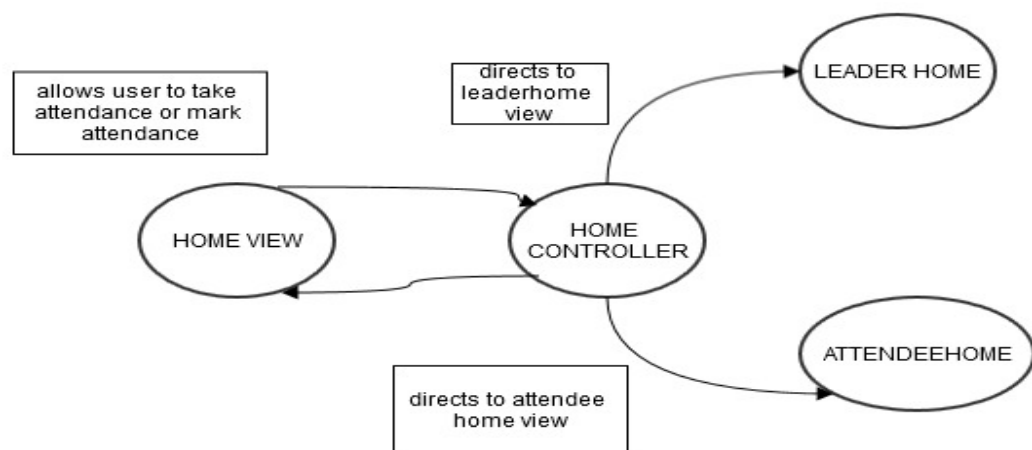 allows user to take
attendance or mark
attendance
directs to
leaderhome
view
LEADER HOME
HOME VIEW
HOME
CONTROLLER
ATTENDEEHOME
directs to attendee
home view